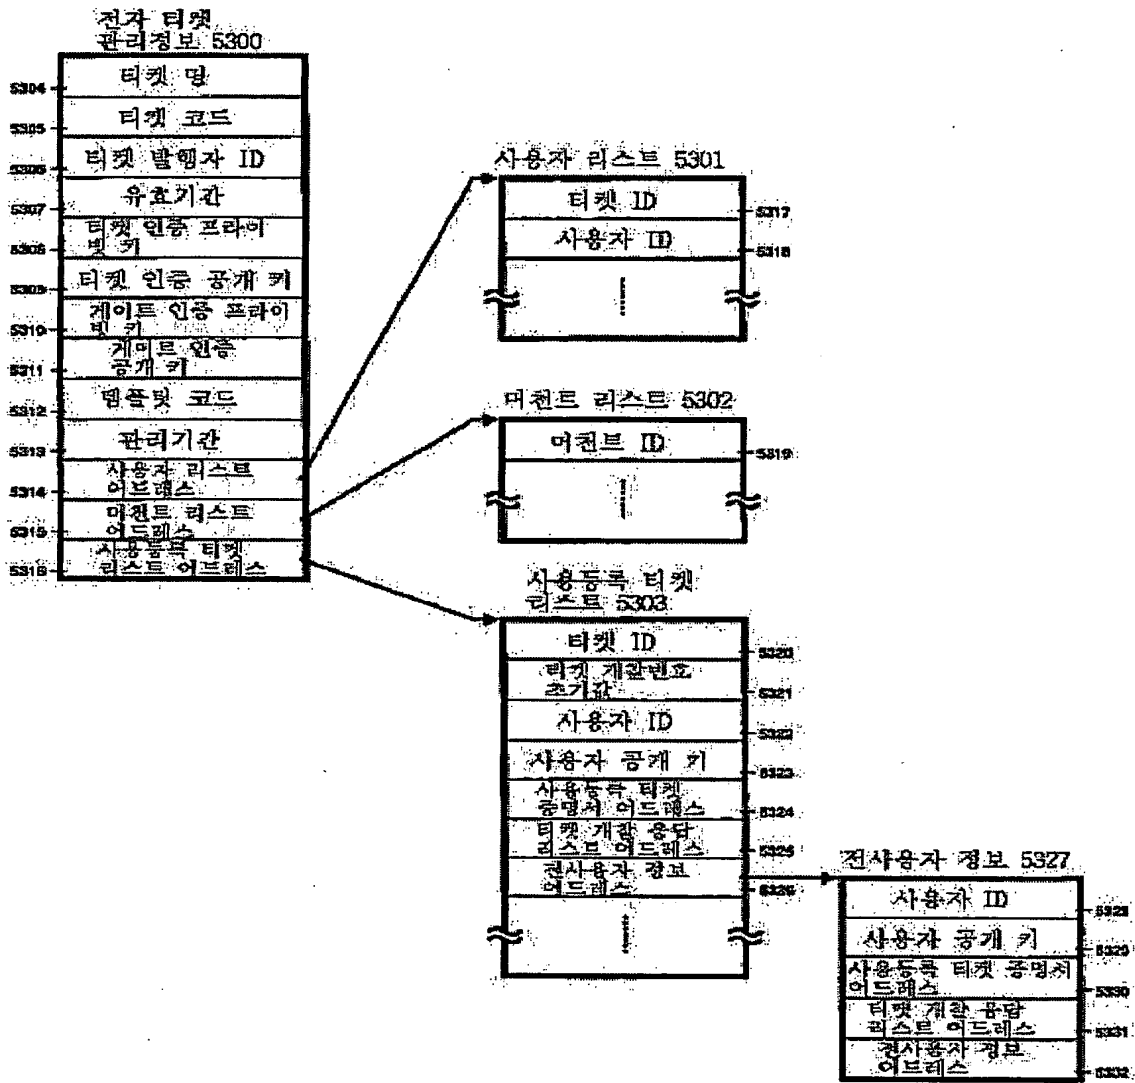 전자 티켓
관리정보 5300
티켓 명
5304
티켓 코드
5305
티켓 발행자 ID
5306
유효기간
5307
티켓 인증 프라이
빗 키
5308
티켓 인증 공개 키
5309
게이트 인증 프라이
빗 키
5310
게이트 인증
공개 키
5311
템플릿 코드
5312
관리기간
5313
사용자 리스트
어드레스
5314
머천트 리스트
어드레스
5315
사용등록 티켓
리스트 어드레스
5316
사용자 리스트 5301
티켓 ID
5317
사용자 ID
5318
머천트 리스트 5302
머천트 ID
5319
사용등록 티켓
리스트 5303
티켓 ID
5320
티켓 개찰번호
초기값
5321
사용자 ID
5322
사용자 공개 키
5323
사용등록 티켓
증명서 어드레스
5324
티켓 개찰 응답
리스트 어드레스
5325
전사용자 정보
어드레스
5326
전사용자 정보 5327
사용자 ID
5328
사용자 공개 키
5329
사용등록 티켓 증명서
어드레스
5330
티켓 개찰 응답
리스트 어드레스
5331
전사용자 정보
어드레스
5332